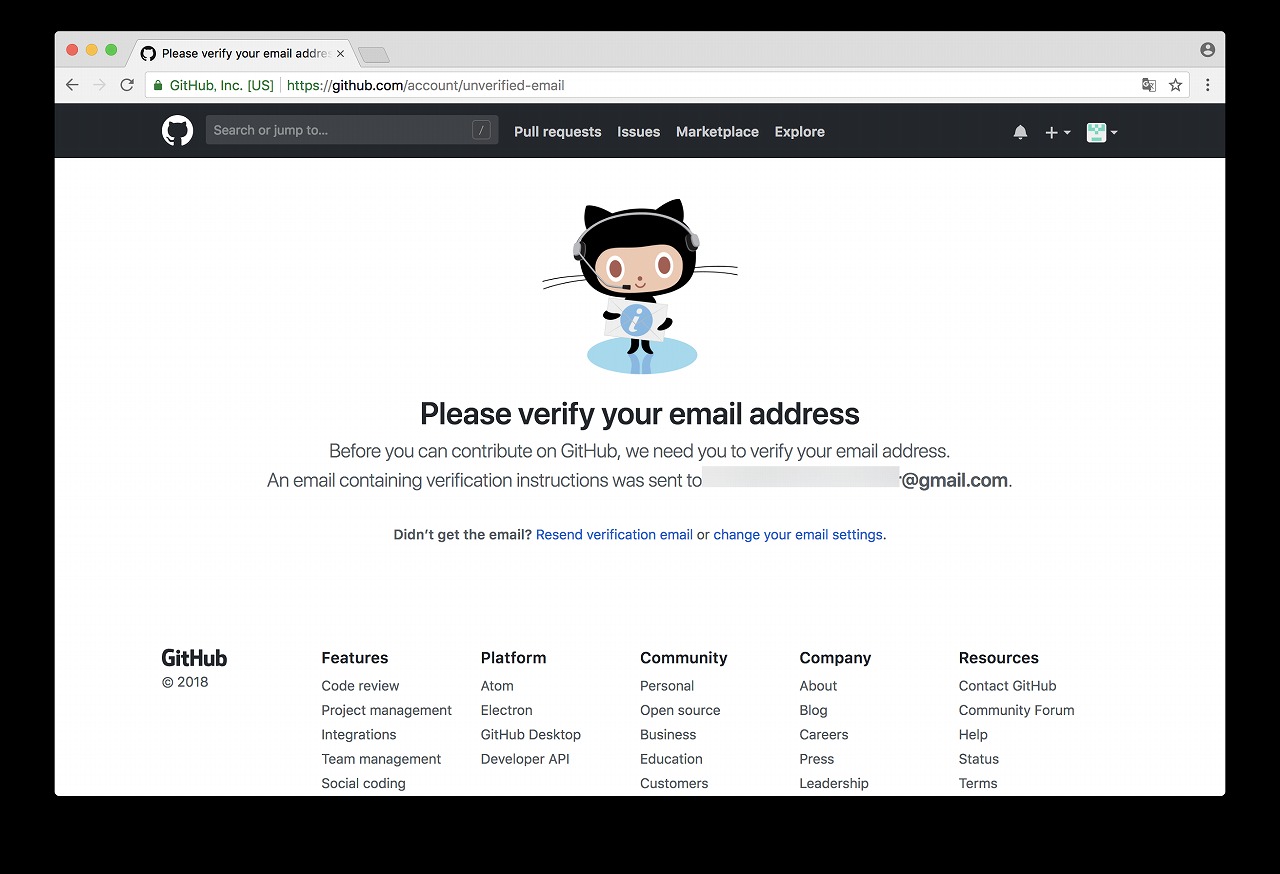 Please verify your email addre
GitHub, Inc. [US] https://github.com/account/unverified-email
Search or jump to... / Pull requests Issues Marketplace Explore
i
Please verify your email address
Before you can contribute on GitHub, we need you to verify your email address.
An email containing verification instructions was sent to @gmail.com.
Didn’t get the email? Resend verification email or change your email settings.
GitHub Features Platform Community Company Resources
© 2018 Code review Atom Personal About Contact GitHub
Project management Electron Open source Blog Community Forum
Integrations GitHub Desktop Business Careers Help
Team management Developer API Education Press Status
Social coding Customers Leadership Terms